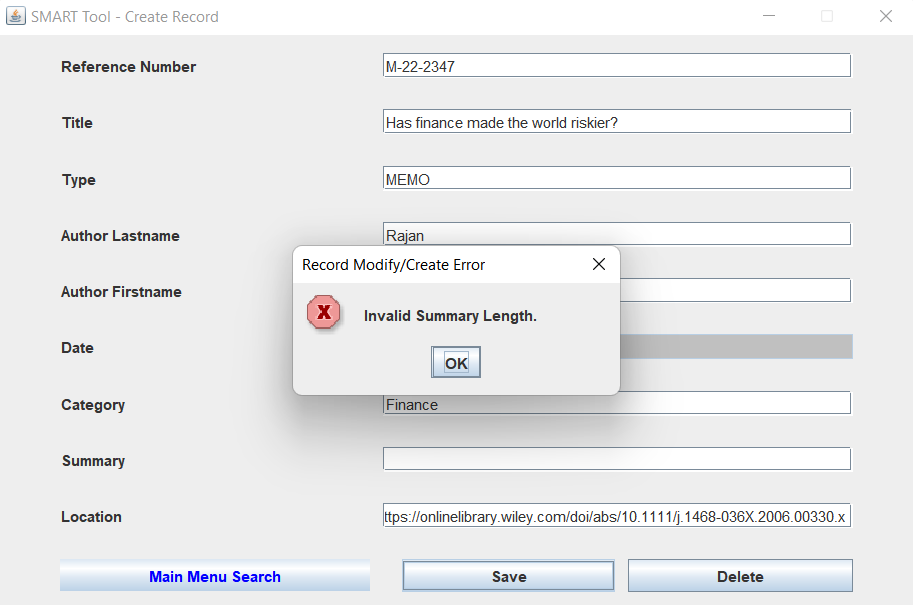 SMART Tool - Create Record
Reference Number M-22-2347
Title Has finance made the world riskier?
Type MEMO
Author Lastname Rajan
Record Modify/Create Error
Author Firstname
Invalid Summary Length.
Date
OK
Category Finance
Summary
Location ttps://onlinelibrary.wiley.com/doi/abs/10.1111/j.1468-036X.2006.00330.x
Main Menu Search Save Delete